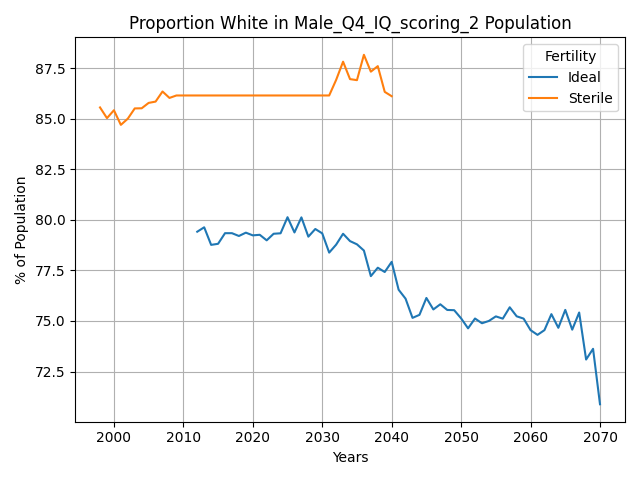 Proportion White in Male_Q4_IQ_scoring_2 Population
Fertility
Ideal
Sterile
% of Population
87.5
85.0
82.5
80.0
77.5
75.0
72.5
2000
2010
2020
2030
2040
2050
2060
2070
Years